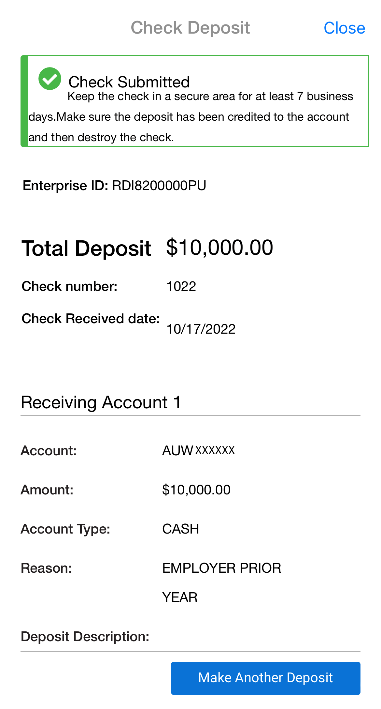 Check Deposit
Close
Check Submitted
Keep the check in a secure area for at least 7 business
days.Make sure the deposit has been credited to the account
and then destroy the check.
Enterprise ID: RDI8200000PU
Total Deposit $10,000.00
Check number: 1022
Check Received date: 10/17/2022
Receiving Account 1
Account: AUWXXXXXX
Amount: $10,000.00
Account Type: CASH
Reason: EMPLOYER PRIOR
YEAR
Deposit Description:
Make Another Deposit